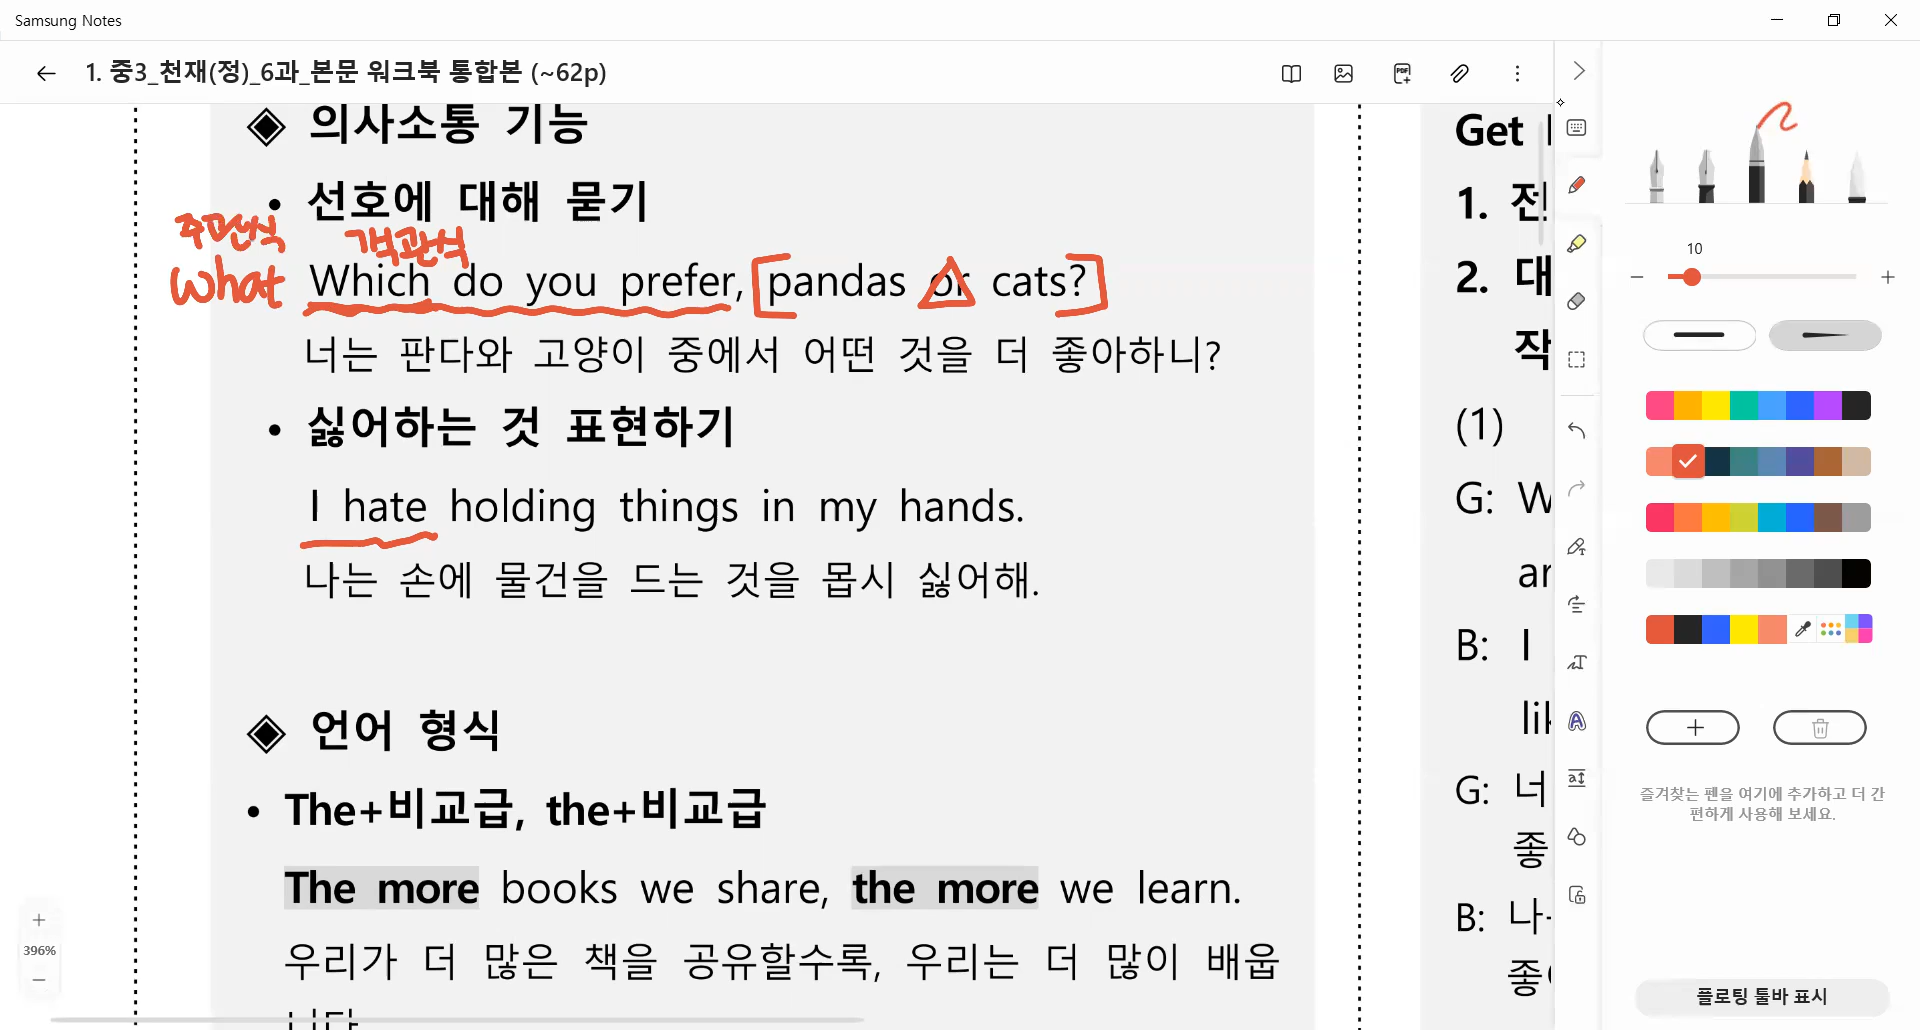 Samsung Notes
1. 중3_천재(정)_6과_본문 워크북 통합본 (~62p)
◈ 의사소통 기능
• 선호에 대해 묻기
주관식 객관식
What Which do you prefer, pandas or cats?
너는 판다와 고양이 중에서 어떤 것을 더 좋아하니?
• 싫어하는 것 표현하기
I hate holding things in my hands.
나는 손에 물건을 드는 것을 몹시 싫어해.
◈ 언어 형식
• The+비교급, the+비교급
The more books we share, the more we learn.
우리가 더 많은 책을 공유할수록, 우리는 더 많이 배웁
니다
Get
1. 전
2. 대
작
(1)
G: W
ar
B: I
lik
G: 너
좋
B: 나
좋
10
즐겨찾는 펜을 여기에 추가하고 더 간
편하게 사용해 보세요.
플로팅 툴바 표시
396%